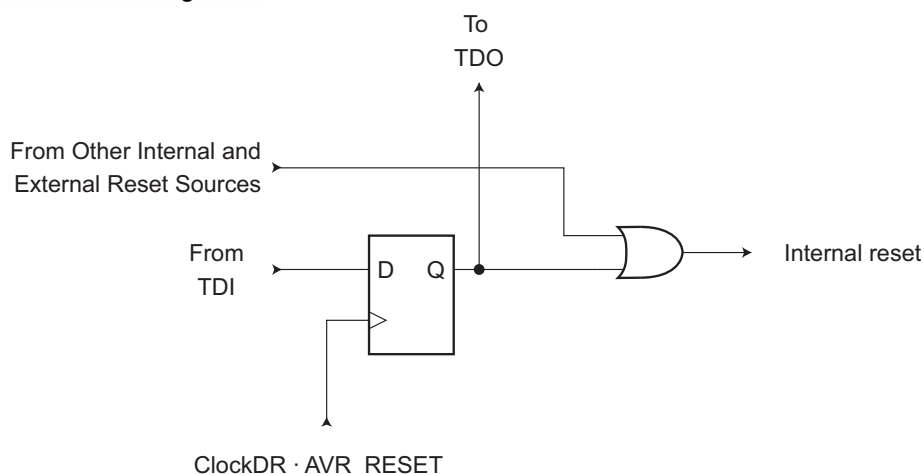 To
TDO
From Other Internal and
External Reset Sources
From
TDI
D
Q
Internal reset
ClockDR · AVR_RESET